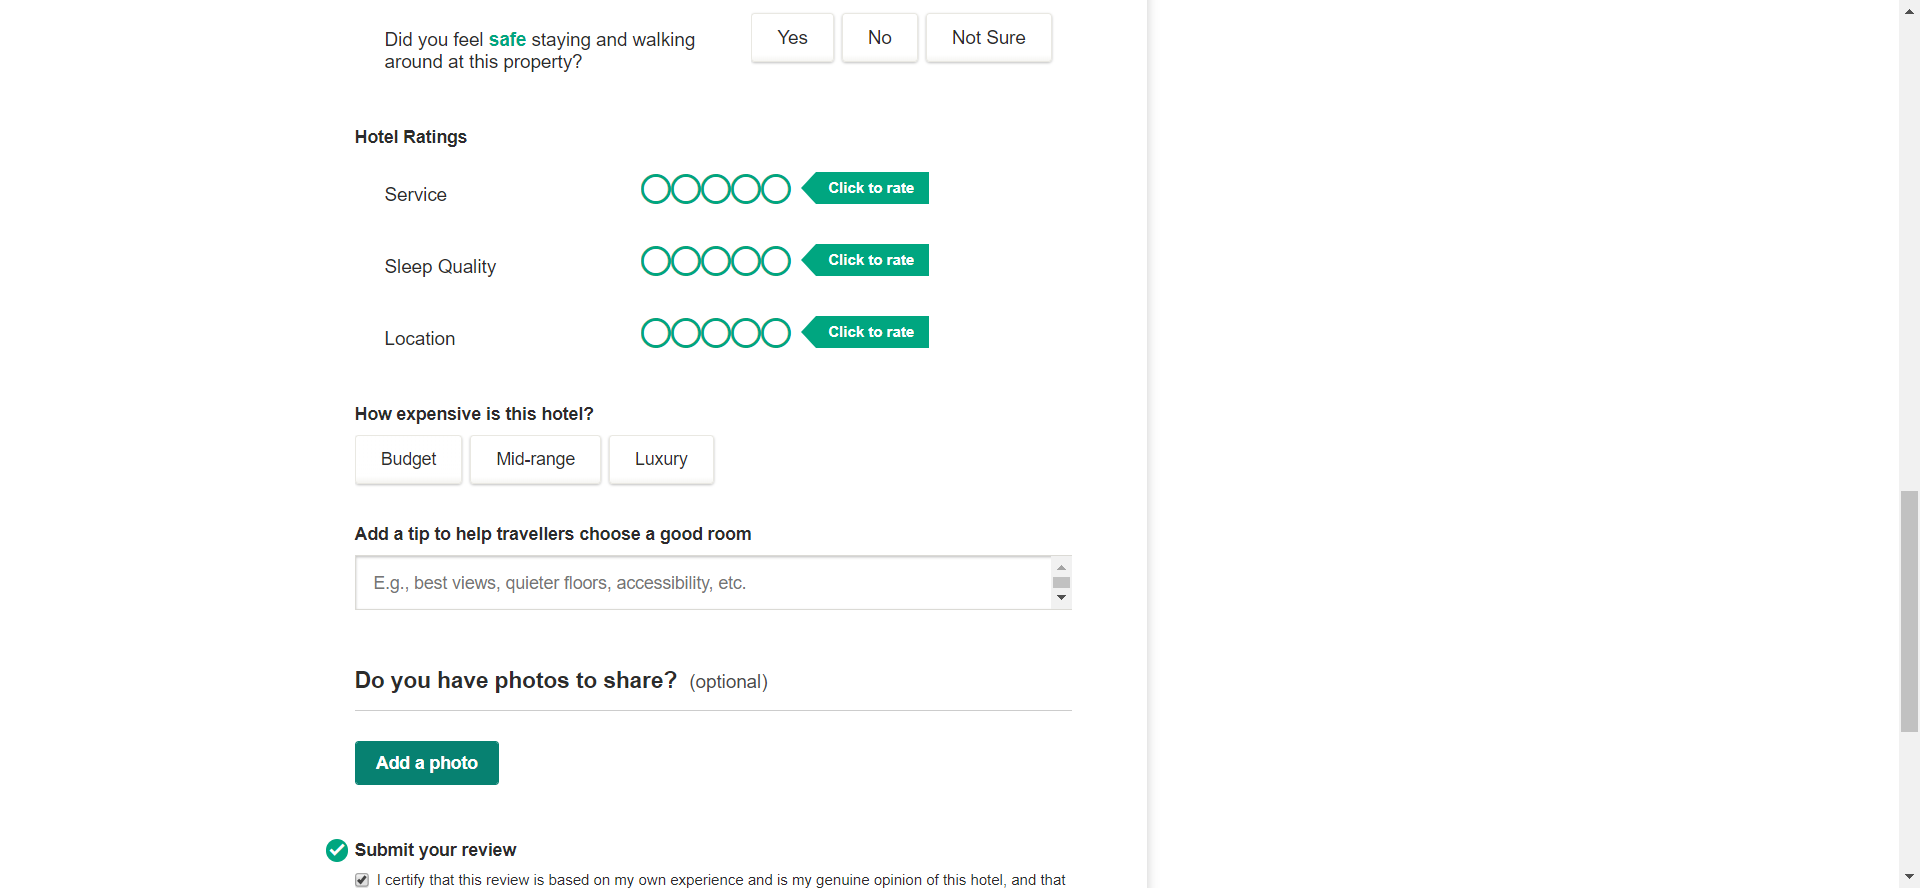 Did you feel safe staying and walking
around at this property?
Yes
No
Not Sure
Hotel Ratings
Service
Click to rate
Sleep Quality
Click to rate
Location
Click to rate
How expensive is this hotel?
Budget
Mid-range
Luxury
Add a tip to help travellers choose a good room
E.g., best views, quieter floors, accessibility, etc.
Do you have photos to share? (optional)
Add a photo
Submit your review
I certify that this review is based on my own experience and is my genuine opinion of this hotel, and that